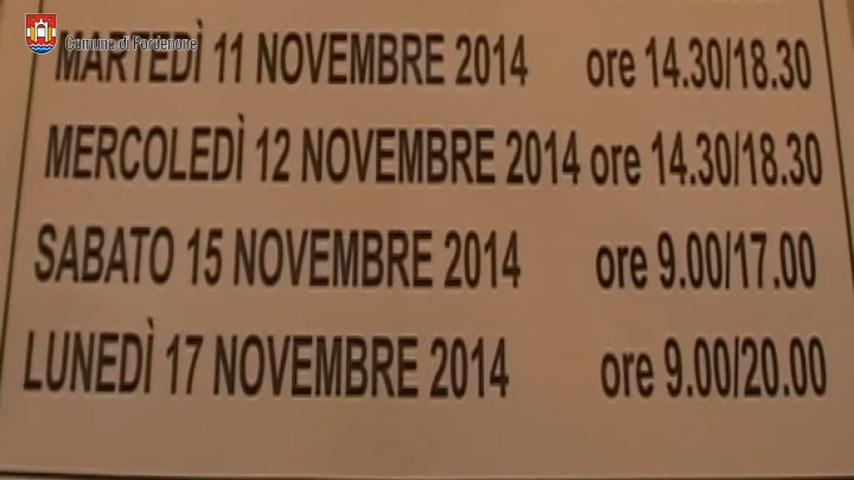 Comune di Pordenone
MARTEDÌ 11 NOVEMBRE 2014 ore 14.30/18.30
MERCOLEDÌ 12 NOVEMBRE 2014 ore 14.30/18.30
SABATO 15 NOVEMBRE 2014 ore 9.00/17.00
LUNEDÌ 17 NOVEMBRE 2014 ore 9.00/20.00